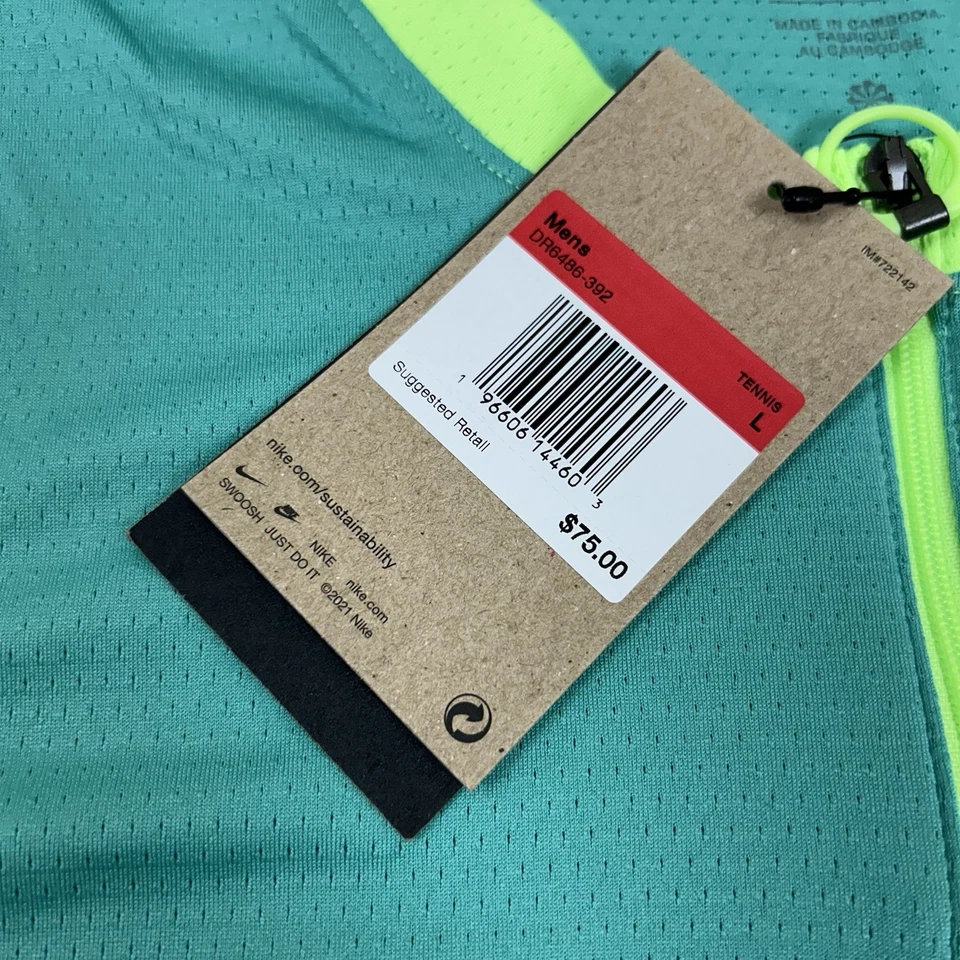 MADE IN CAMBODIA
FABRIQUE
AU CAMBODGE
IM#722142
Mens
DR6486-392
TENNIS
L
1 96606 14460 3
Suggested Retail
$75.00
nike.com/sustainability
SWOOSH JUST DO IT NIKE nike.com
©2021 Nike